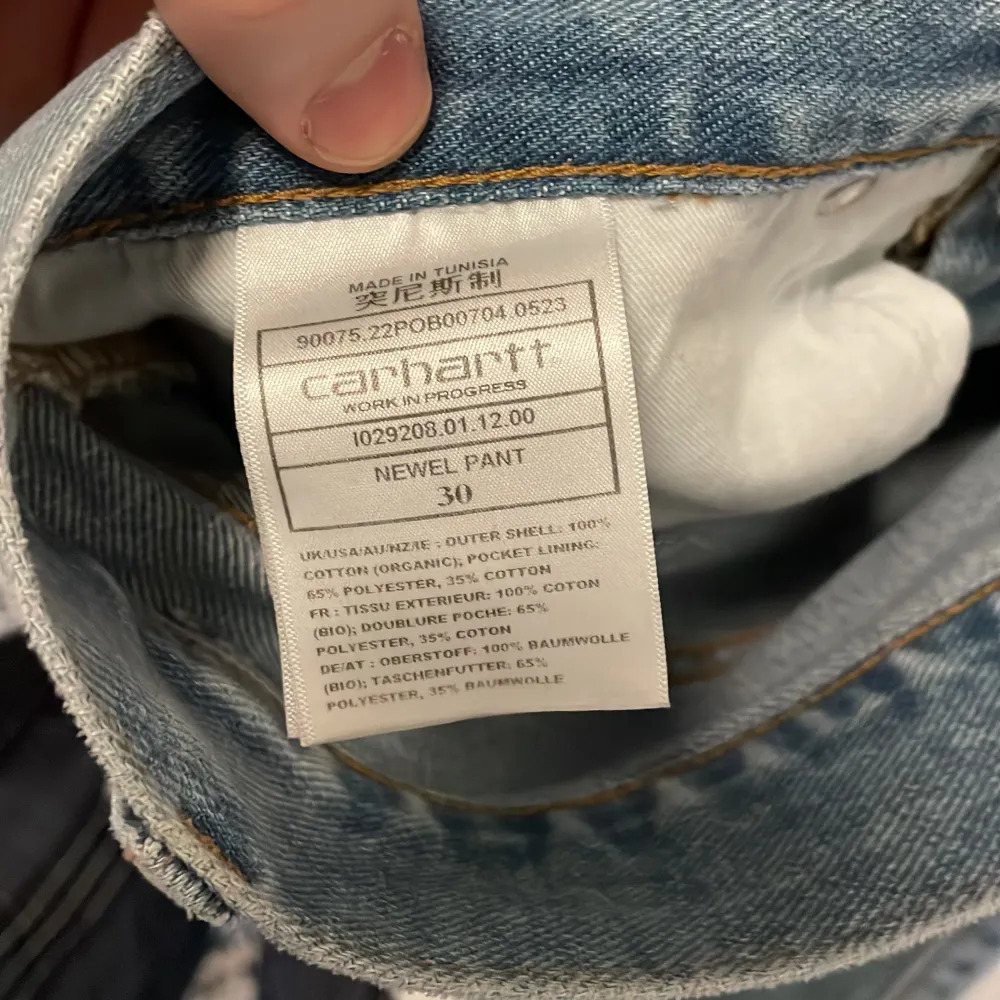 MADE IN TUNISIA
突尼斯制
90075.22POB00704 0523
carhartt
WORK IN PROGRESS
I029208.01.12.00
NEWEL PANT
30
UK/USA/AU/NZ/IE : OUTER SHELL: 100%
COTTON (ORGANIC); POCKET LINING:
65% POLYESTER, 35% COTTON
FR : TISSU EXTERIEUR: 100% COTON
(BIO); DOUBLURE POCHE: 65%
POLYESTER, 35% COTON
DE/AT : OBERSTOFF: 100% BAUMWOLLE
(BIO); TASCHENFUTTER: 65%
POLYESTER, 35% BAUMWOLLE